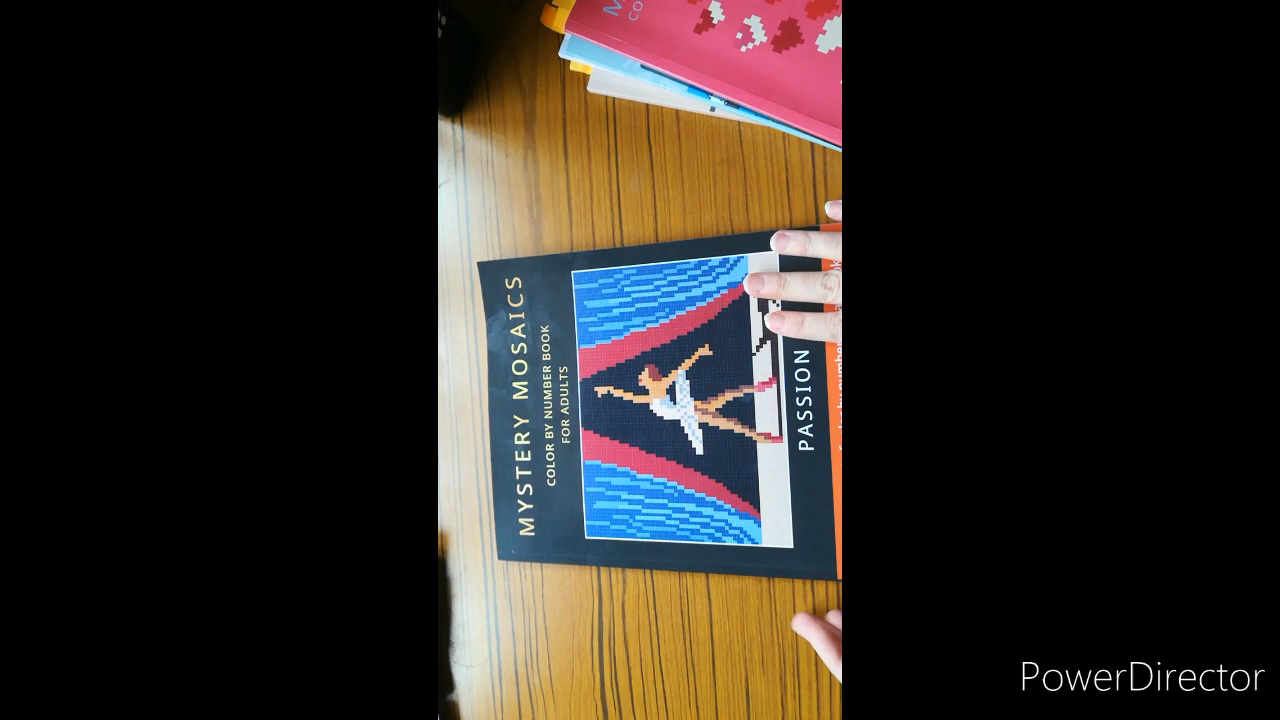 MYSTERY MOSAICS
COLOR BY NUMBER BOOK
FOR ADULTS
PASSION
PowerDirector